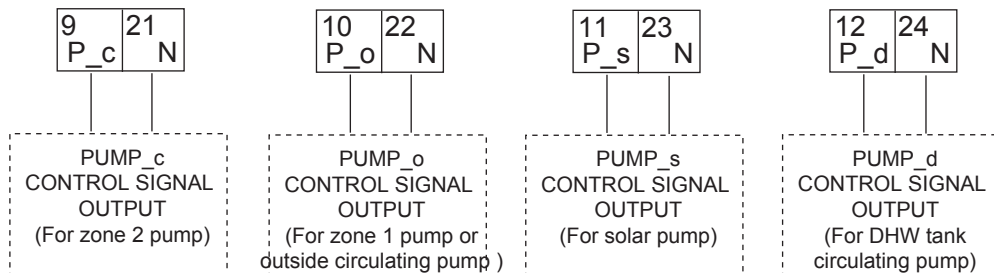 9 21
P_c N
10 22
P_o N
11 23
P_s N
12 24
P_d N
PUMP_c
CONTROL SIGNAL
OUTPUT
(For zone 2 pump)
PUMP_o
CONTROL SIGNAL
OUTPUT
(For zone 1 pump or
outside circulating pump )
PUMP_s
CONTROL SIGNAL
OUTPUT
(For solar pump)
PUMP_d
CONTROL SIGNAL
OUTPUT
(For DHW tank
circulating pump)